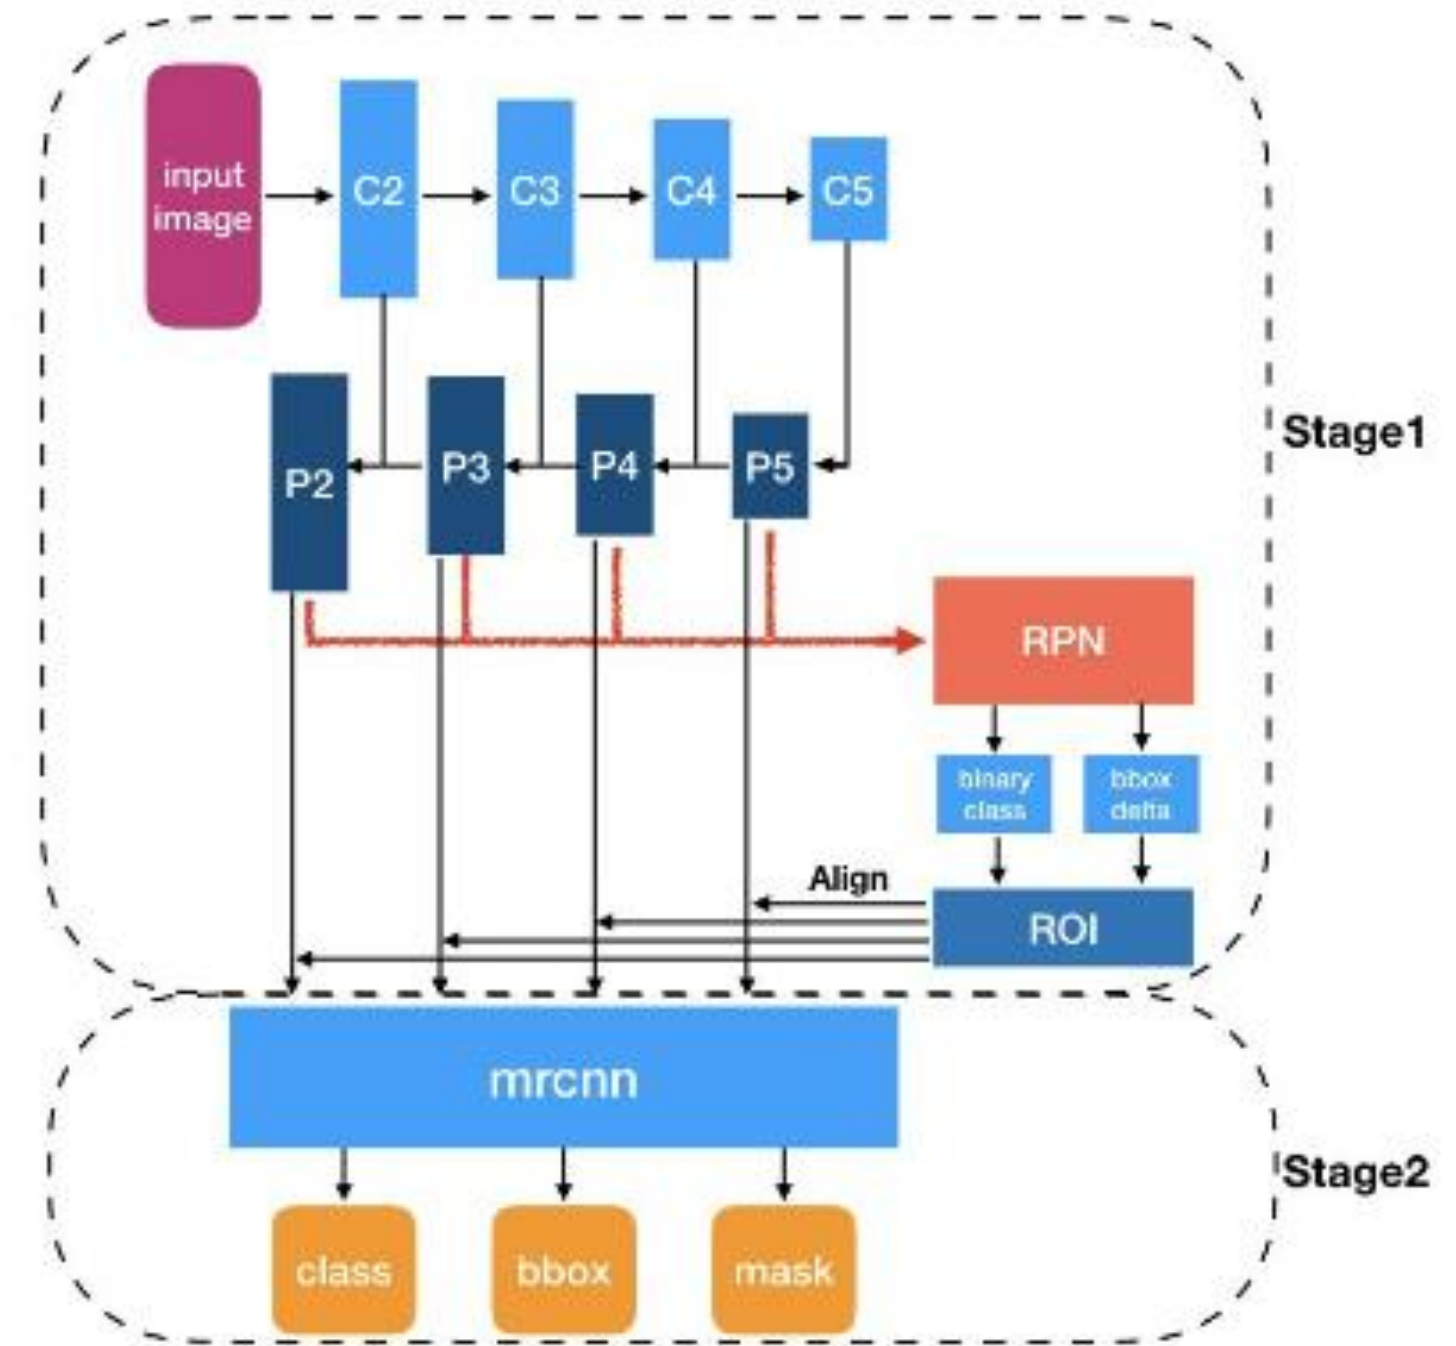 input
image
C2
C3
C4
C5
P2
P3
P4
P5
Stage1
RPN
binary
class
bbox
delta
Align
ROI
mrcnn
Stage2
class
bbox
mask